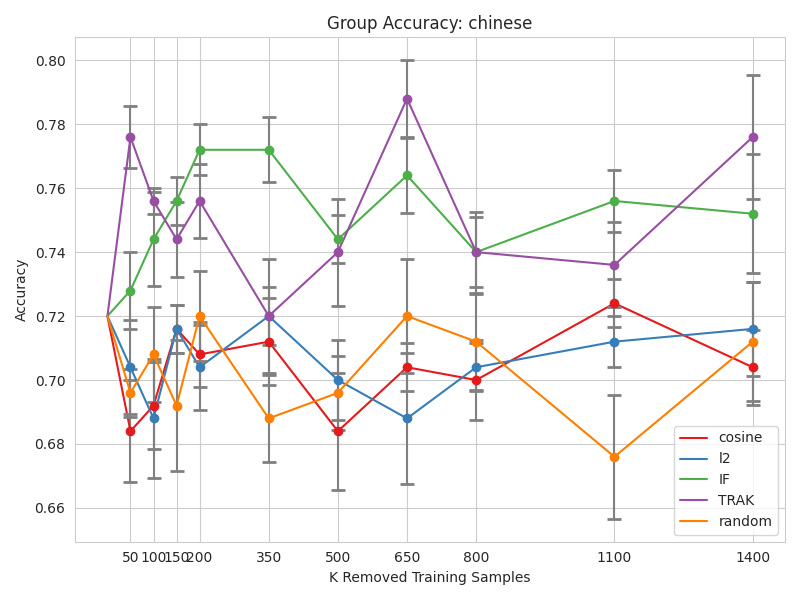 Group Accuracy: chinese
0.80
0.78
0.76
0.74
0.72
0.70
0.68
0.66
Accuracy
50 100 150 200 350 500 650 800 1100 1400
K Removed Training Samples
cosine
l2
IF
TRAK
random